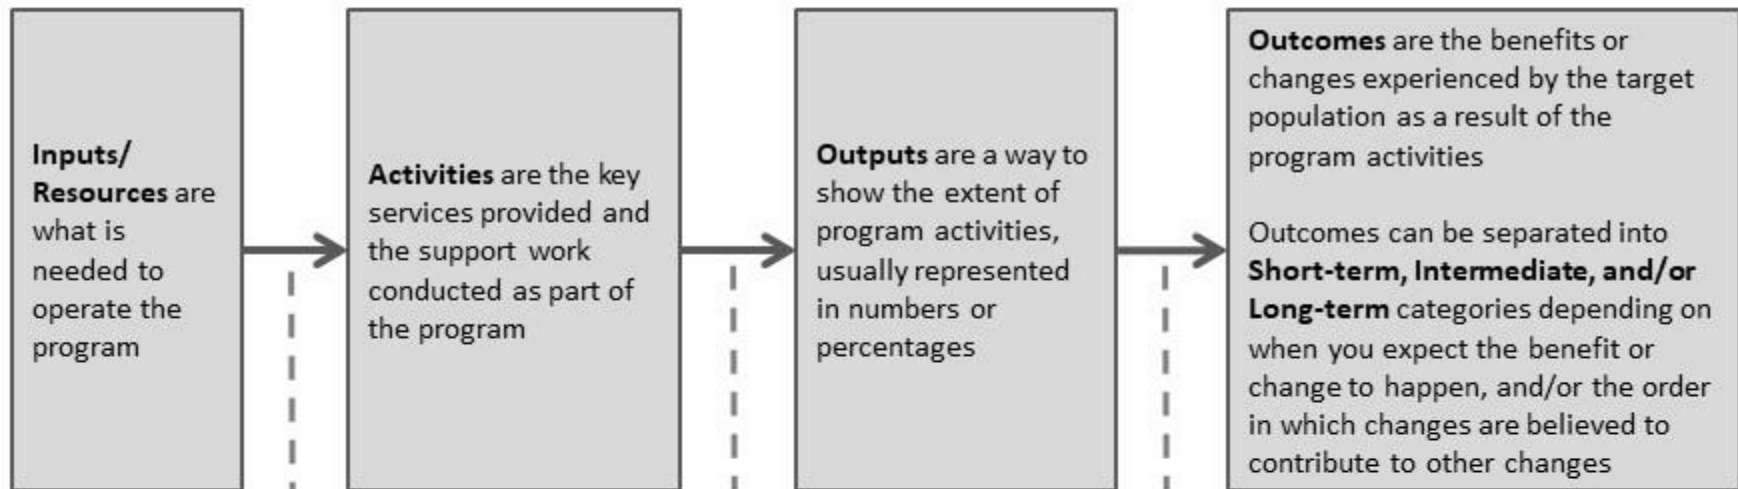 Inputs/
Resources are
what is
needed to
operate the
program
Activities are the key
services provided and
the support work
conducted as part of
the program
Outputs are a way to
show the extent of
program activities,
usually represented
in numbers or
percentages
Outcomes are the benefits or
changes experienced by the target
population as a result of the
program activities
Outcomes can be separated into
Short-term, Intermediate, and/or
Long-term categories depending on
when you expect the benefit or
change to happen, and/or the order
in which changes are believed to
contribute to other changes